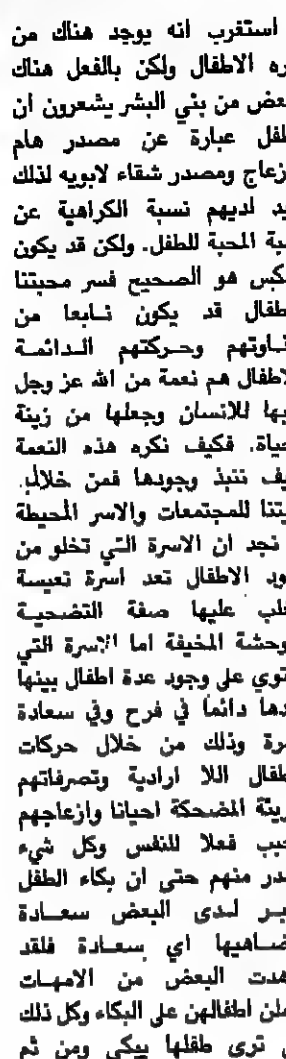 استغرب انه يوجد هناك من
ره الاطفال ولكن بالفعل هناك
عض من بني البشر يشعرون ان
طفل عبارة عن مصدر هام
زعاج ومصدر شقاء لابويه لذلك
يد لديهم نسبة الكراهية عن
بة المحبة للطفل. ولكن قد يكون
كس هو الصحيح فسر محبتنا
طفال قد يكون نابعا من
ـاوتهم وحركتهم الدائمة
لاطفال هم نعمة من الله عز وجل
بها للانسان وجعلها من زينة
حياة. فكيف نكره هذه النعمة
يف ننبذ وجودها فمن خلال
يتنا للمجتمعات والاسر المحيطة
نجد ان الاسرة التي تخلو من
ود الاطفال تعد اسرة تعيسة
غلب عليها صفة التضحية
وحشة المخيفة اما الاسرة التي
توي على وجود عدة اطفال بينها
دها دائما في فرح وفي سعادة
مرة وذلك من خلال حركات
طفال اللا ارادية وتصرفاتهم
ريئة المضحكة احيانا وازعاجهم
حبب فعلا للنفس وكل شيء
در منهم حتى ان بكاء الطفل
ير لدى البعض سعادة
ضاهيها اي سعادة فلقد
هدت البعض من الامهات
ملن اطفالهن على البكاء وكل ذلك
ترى طفلها يبكي ومن ثم